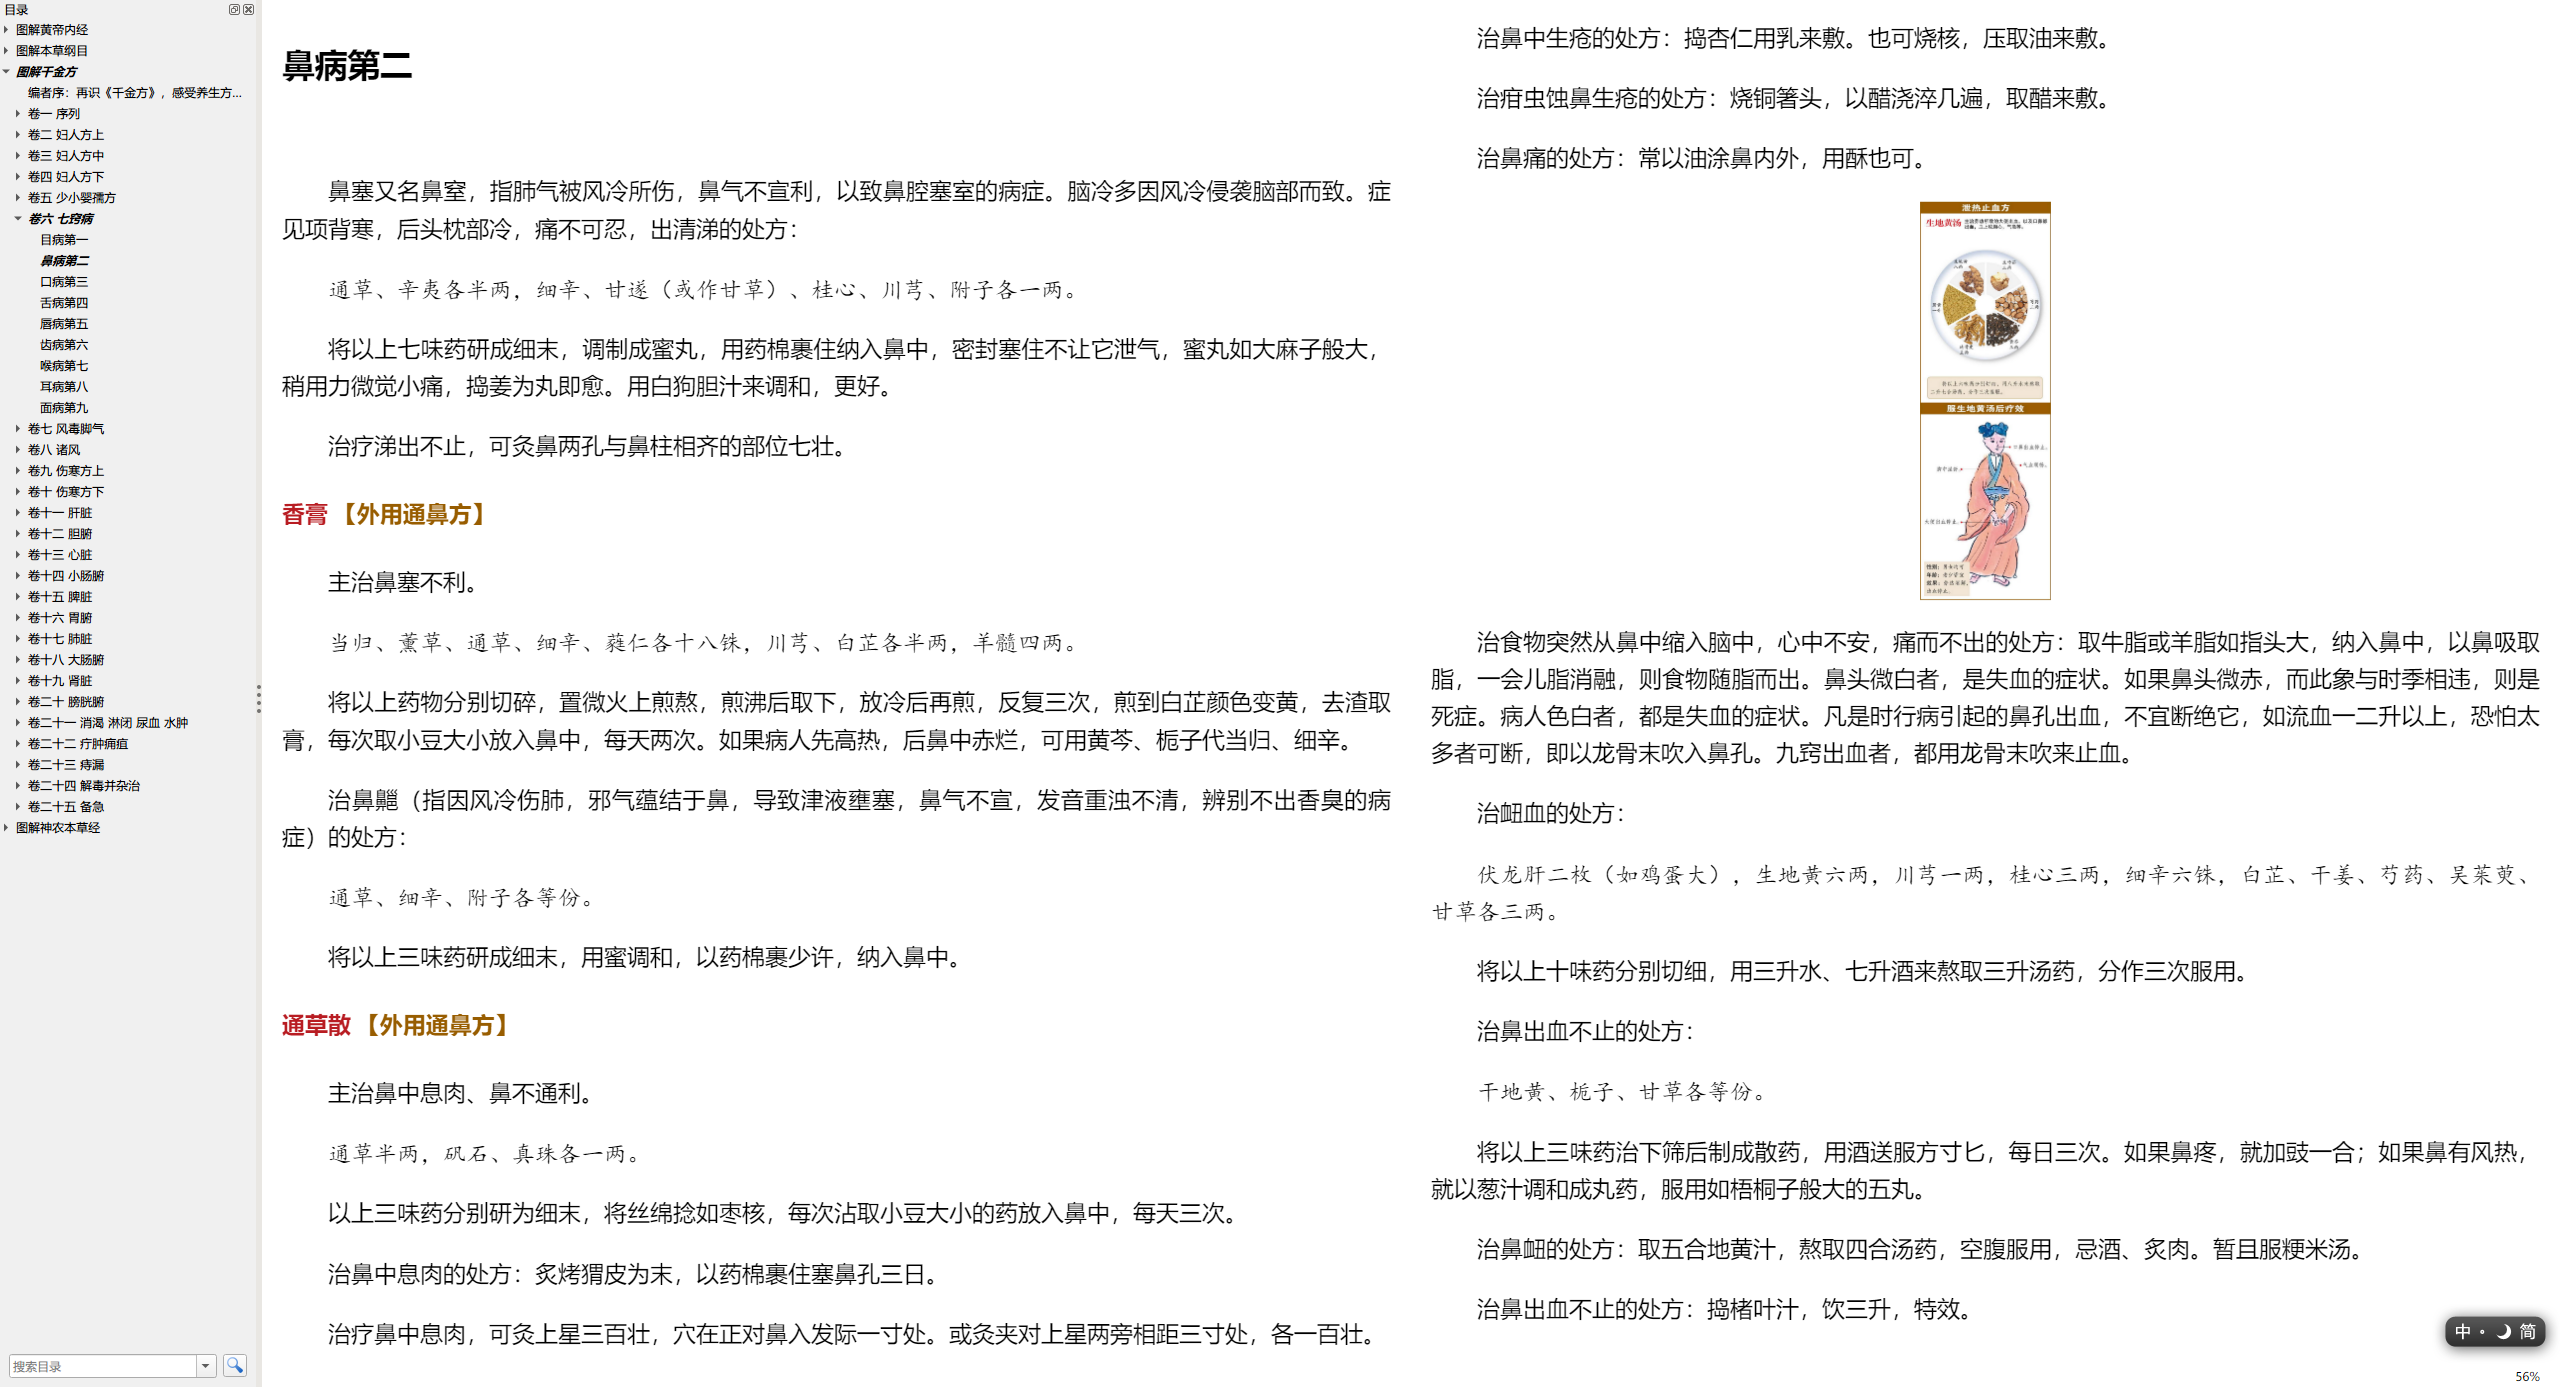 目录
图解黄帝内经
图解本草纲目
图解千金方
编者序：再识《千金方》，感受养生方...
卷一 序列
卷二 妇人方上
卷三 妇人方中
卷四 妇人方下
卷五 少小婴孺方
卷六 七窍病
目病第一
鼻病第二
口病第三
舌病第四
唇病第五
齿病第六
喉病第七
耳病第八
面病第九
卷七 风毒脚气
卷八 诸风
卷九 伤寒方上
卷十 伤寒方下
卷十一 肝脏
卷十二 胆腑
卷十三 心脏
卷十四 小肠腑
卷十五 脾脏
卷十六 胃腑
卷十七 肺脏
卷十八 大肠腑
卷十九 肾脏
卷二十 膀胱腑
卷二十一 消渴 淋闭 尿血 水肿
卷二十二 疔肿痈疽
卷二十三 痔漏
卷二十四 解毒并杂治
卷二十五 备急
图解神农本草经
搜索目录
鼻病第二
鼻塞又名鼻窒，指肺气被风冷所伤，鼻气不宣利，以致鼻腔塞室的病症。脑冷多因风冷侵袭脑部而致。症
见项背寒，后头枕部冷，痛不可忍，出清涕的处方：
通草、辛夷各半两，细辛、甘遂（或作甘草）、桂心、川芎、附子各一两。
将以上七味药研成细末，调制成蜜丸，用药棉裹住纳入鼻中，密封塞住不让它泄气，蜜丸如大麻子般大，
稍用力微觉小痛，捣姜为丸即愈。用白狗胆汁来调和，更好。
治疗涕出不止，可灸鼻两孔与鼻柱相齐的部位七壮。
香膏 【外用通鼻方】
主治鼻塞不利。
当归、薰草、通草、细辛、蕤仁各十八铢，川芎、白芷各半两，羊髓四两。
将以上药物分别切碎，置微火上煎熬，煎沸后取下，放冷后再煎，反复三次，煎到白芷颜色变黄，去渣取
膏，每次取小豆大小放入鼻中，每天两次。如果病人先高热，后鼻中赤烂，可用黄芩、栀子代当归、细辛。
治鼻齆（指因风冷伤肺，邪气蕴结于鼻，导致津液壅塞，鼻气不宣，发音重浊不清，辨别不出香臭的病
症）的处方：
通草、细辛、附子各等份。
将以上三味药研成细末，用蜜调和，以药棉裹少许，纳入鼻中。
通草散 【外用通鼻方】
主治鼻中息肉、鼻不通利。
通草半两，矾石、真珠各一两。
以上三味药分别研为细末，将丝绵捻如枣核，每次沾取小豆大小的药放入鼻中，每天三次。
治鼻中息肉的处方：炙烤猬皮为末，以药棉裹住塞鼻孔三日。
治疗鼻中息肉，可灸上星三百壮，穴在正对鼻入发际一寸处。或灸夹对上星两旁相距三寸处，各一百壮。
治鼻中生疮的处方：捣杏仁用乳来敷。也可烧核，压取油来敷。
治疳虫蚀鼻生疮的处方：烧铜箸头，以醋浇淬几遍，取醋来敷。
治鼻痛的处方：常以油涂鼻内外，用酥也可。
泄热止血方
生地黄汤
服生地黄汤后疗效
治食物突然从鼻中缩入脑中，心中不安，痛而不出的处方：取牛脂或羊脂如指头大，纳入鼻中，以鼻吸取
脂，一会儿脂消融，则食物随脂而出。鼻头微白者，是失血的症状。如果鼻头微赤，而此象与时季相违，则是
死症。病人色白者，都是失血的症状。凡是时行病引起的鼻孔出血，不宜断绝它，如流血一二升以上，恐怕太
多者可断，即以龙骨末吹入鼻孔。九窍出血者，都用龙骨末吹来止血。
治衄血的处方：
伏龙肝二枚（如鸡蛋大），生地黄六两，川芎一两，桂心三两，细辛六铢，白芷、干姜、芍药、吴茱萸、
甘草各三两。
将以上十味药分别切细，用三升水、七升酒来熬取三升汤药，分作三次服用。
治鼻出血不止的处方：
干地黄、栀子、甘草各等份。
将以上三味药治下筛后制成散药，用酒送服方寸匕，每日三次。如果鼻疼，就加豉一合；如果鼻有风热，
就以葱汁调和成丸药，服用如梧桐子般大的五丸。
治鼻衄的处方：取五合地黄汁，熬取四合汤药，空腹服用，忌酒、炙肉。暂且服粳米汤。
治鼻出血不止的处方：捣楮叶汁，饮三升，特效。
中 简
56%